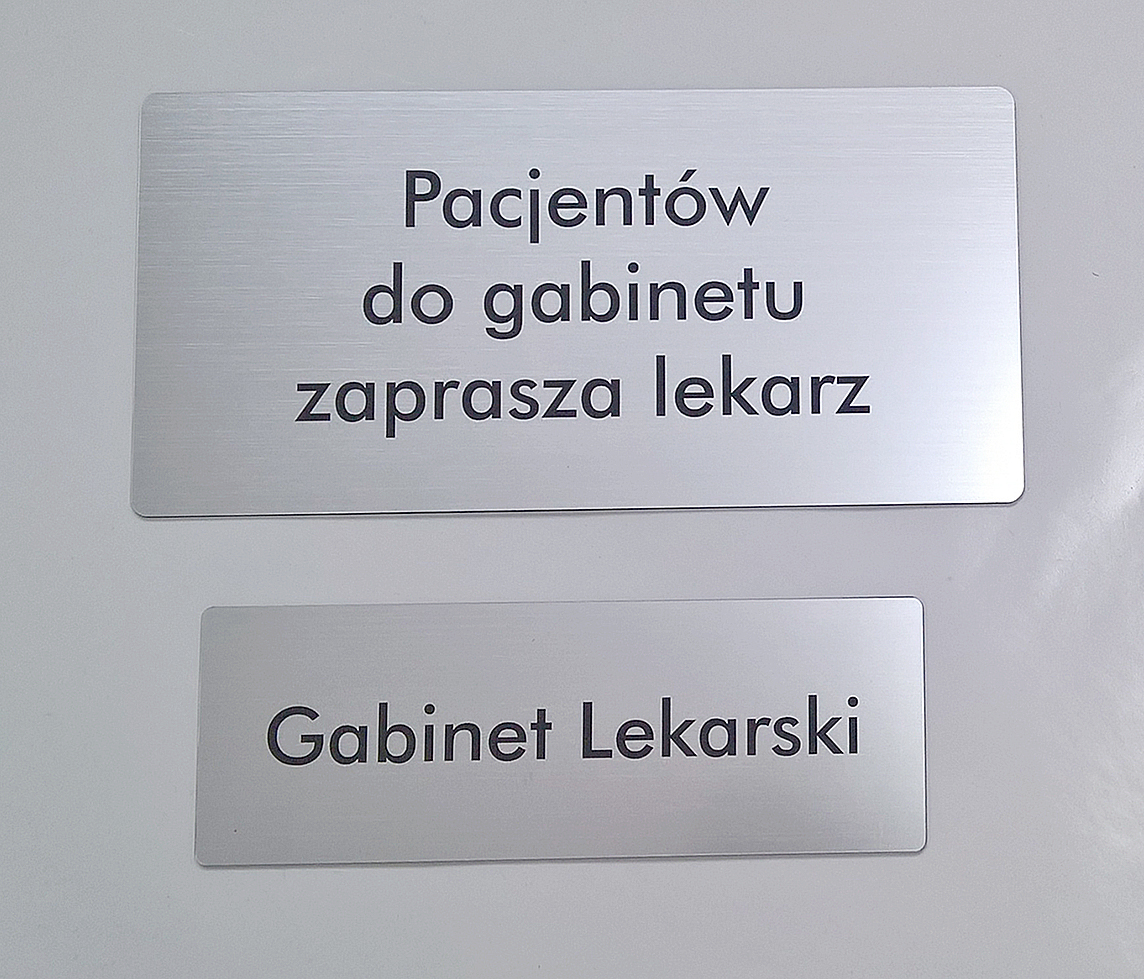 Pacjentów
do gabinetu
zaprasza lekarz
Gabinet Lekarski